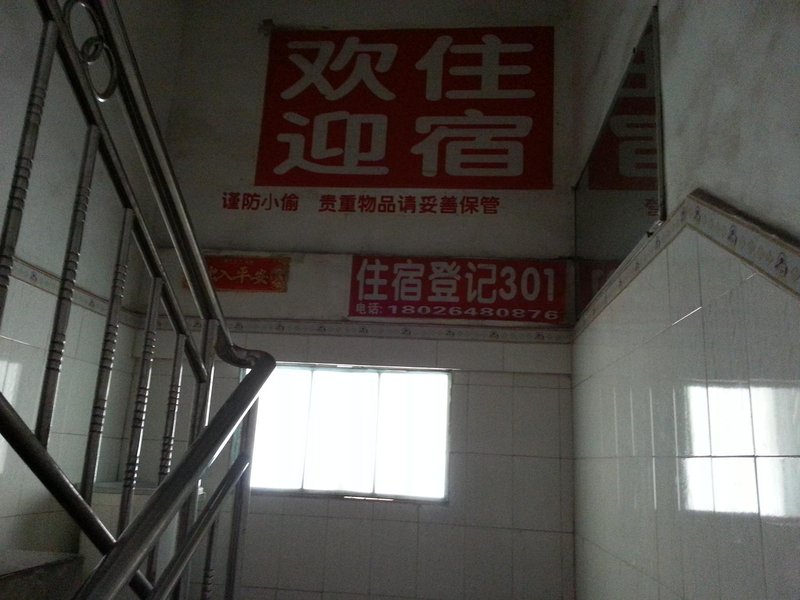 欢住
迎宿
谨防小偷 贵重物品请妥善保管
入平安
住宿登记301
电话:18026480876